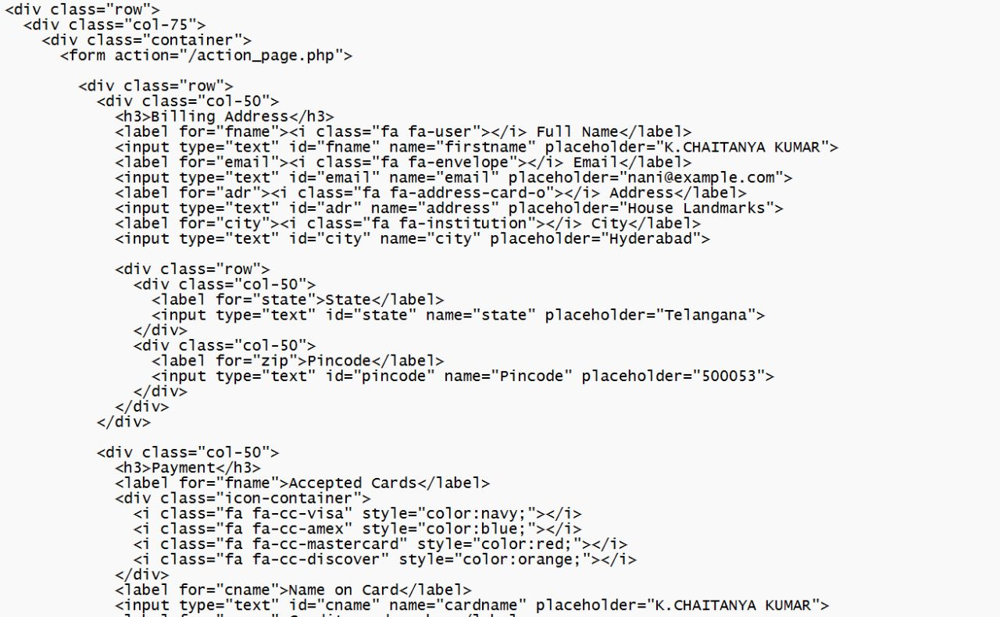 <div class="row">
  <div class="col-75">
    <div class="container">
      <form action="/action_page.php">

        <div class="row">
          <div class="col-50">
            <h3>Billing Address</h3>
            <label for="fname"><i class="fa fa-user"></i> Full Name</label>
            <input type="text" id="fname" name="firstname" placeholder="K.CHAITANYA KUMAR">
            <label for="email"><i class="fa fa-envelope"></i> Email</label>
            <input type="text" id="email" name="email" placeholder="nani@example.com">
            <label for="adr"><i class="fa fa-address-card-o"></i> Address</label>
            <input type="text" id="adr" name="address" placeholder="House Landmarks">
            <label for="city"><i class="fa fa-institution"></i> City</label>
            <input type="text" id="city" name="city" placeholder="Hyderabad">

            <div class="row">
              <div class="col-50">
                <label for="state">State</label>
                <input type="text" id="state" name="state" placeholder="Telangana">
              </div>
              <div class="col-50">
                <label for="zip">Pincode</label>
                <input type="text" id="pincode" name="Pincode" placeholder="500053">
              </div>
            </div>
          </div>

          <div class="col-50">
            <h3>Payment</h3>
            <label for="fname">Accepted Cards</label>
            <div class="icon-container">
              <i class="fa fa-cc-visa" style="color:navy;"></i>
              <i class="fa fa-cc-amex" style="color:blue;"></i>
              <i class="fa fa-cc-mastercard" style="color:red;"></i>
              <i class="fa fa-cc-discover" style="color:orange;"></i>
            </div>
            <label for="cname">Name on Card</label>
            <input type="text" id="cname" name="cardname" placeholder="K.CHAITANYA KUMAR">